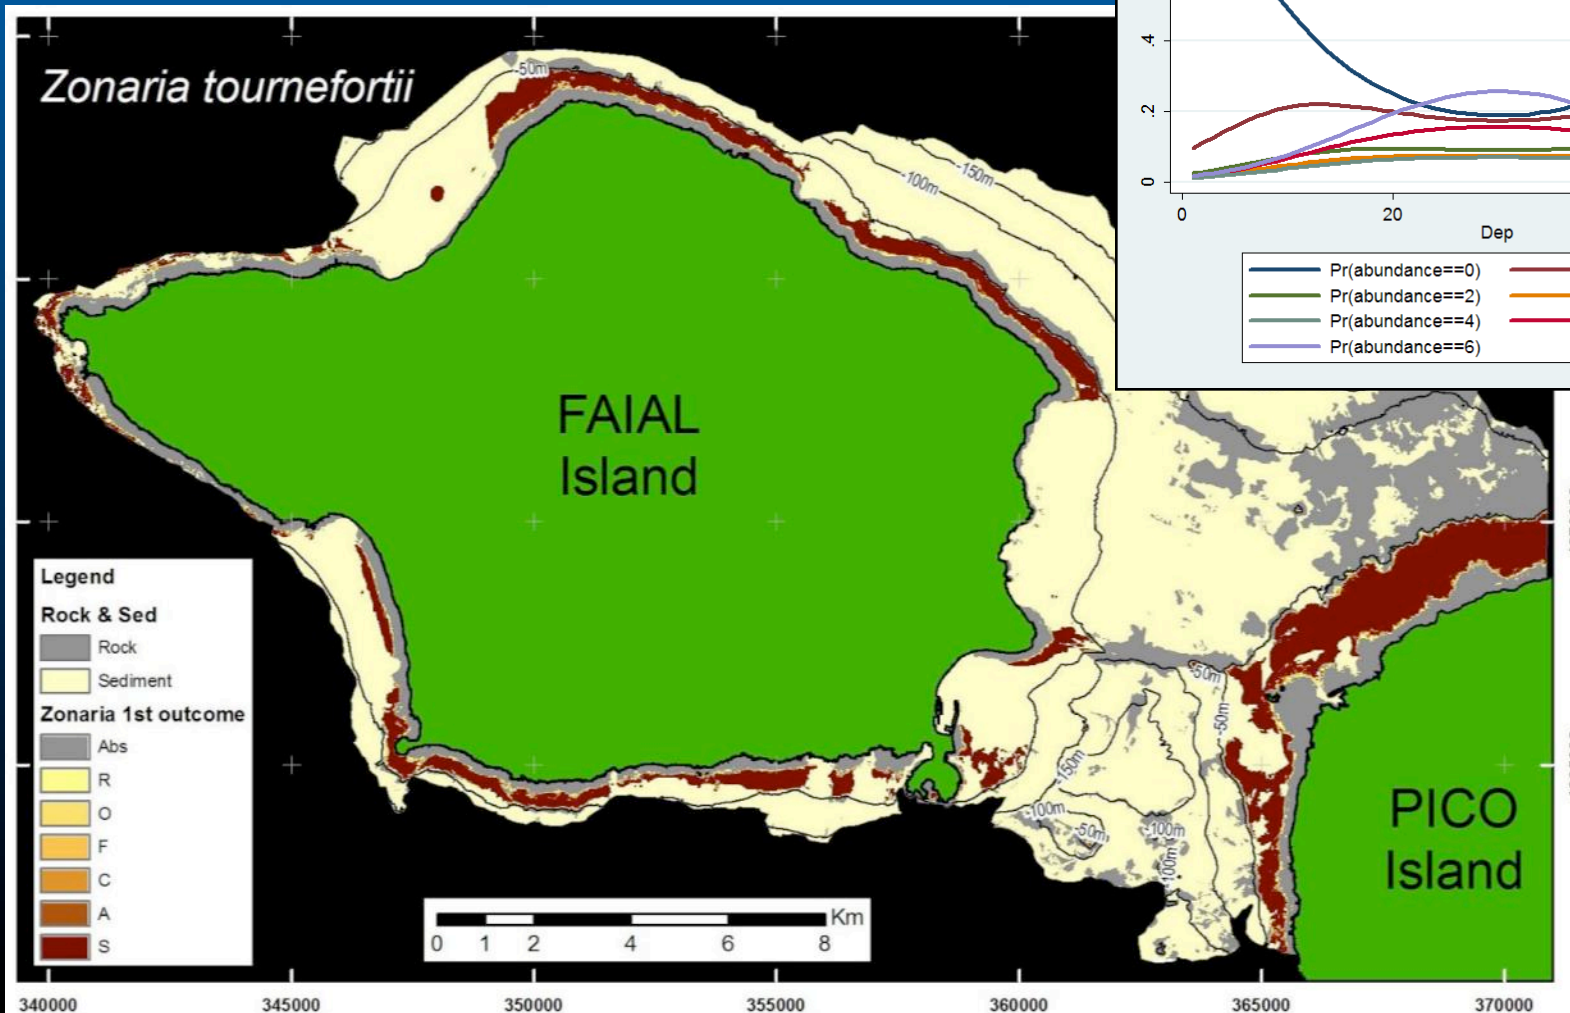 Zonaria tournefortii
-50m
-100m
-150m
FAIAL
Island
PICO
Island
-50m
-50m
-150m
-100m
-50m
-100m
-100m
Legend
Rock & Sed
Rock
Sediment
Zonaria 1st outcome
Abs
R
O
F
C
A
S
Km
0 1 2 4 6 8
340000 345000 350000 355000 360000 365000 370000
.4
.2
0
0 20
Dep
Pr(abundance==0)
Pr(abundance==2)
Pr(abundance==4)
Pr(abundance==6)